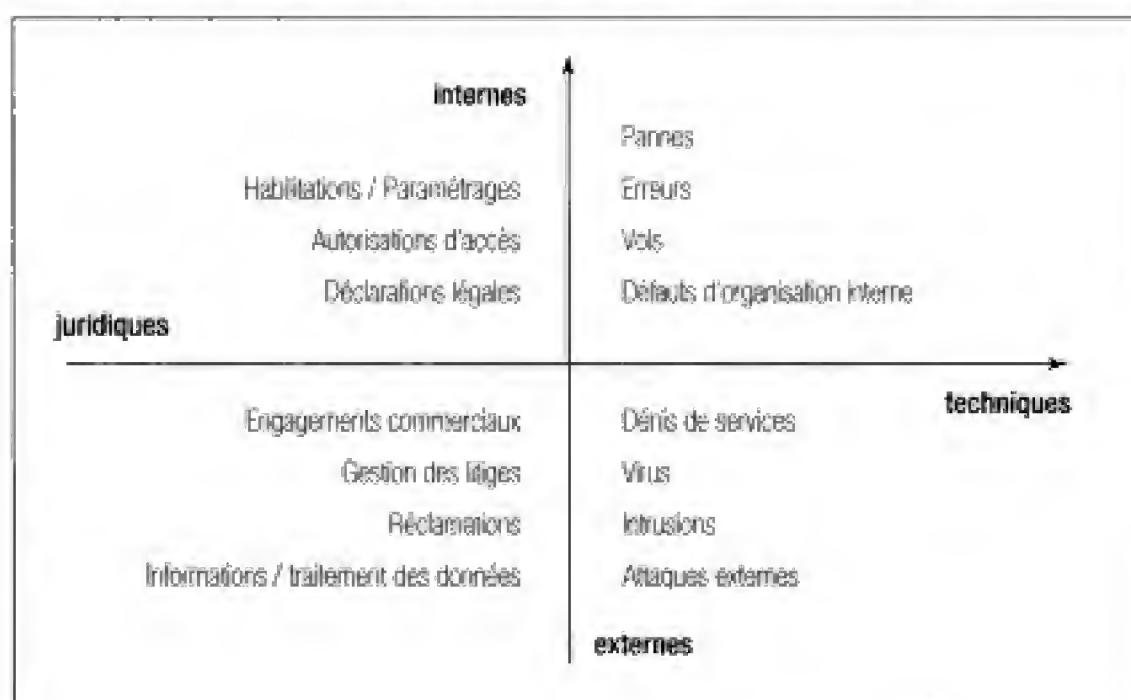 internes
Pannes
Habilitations / Paramétrages
Erreurs
Autorisations d'accès
Vols
Déclarations légales
Défauts d'organisation interne
juridiques
techniques
Engagements commerciaux
Dénis de services
Gestion des litiges
Virus
Réclamations
Intrusions
Informations / traitement des données
Attaques externes
externes